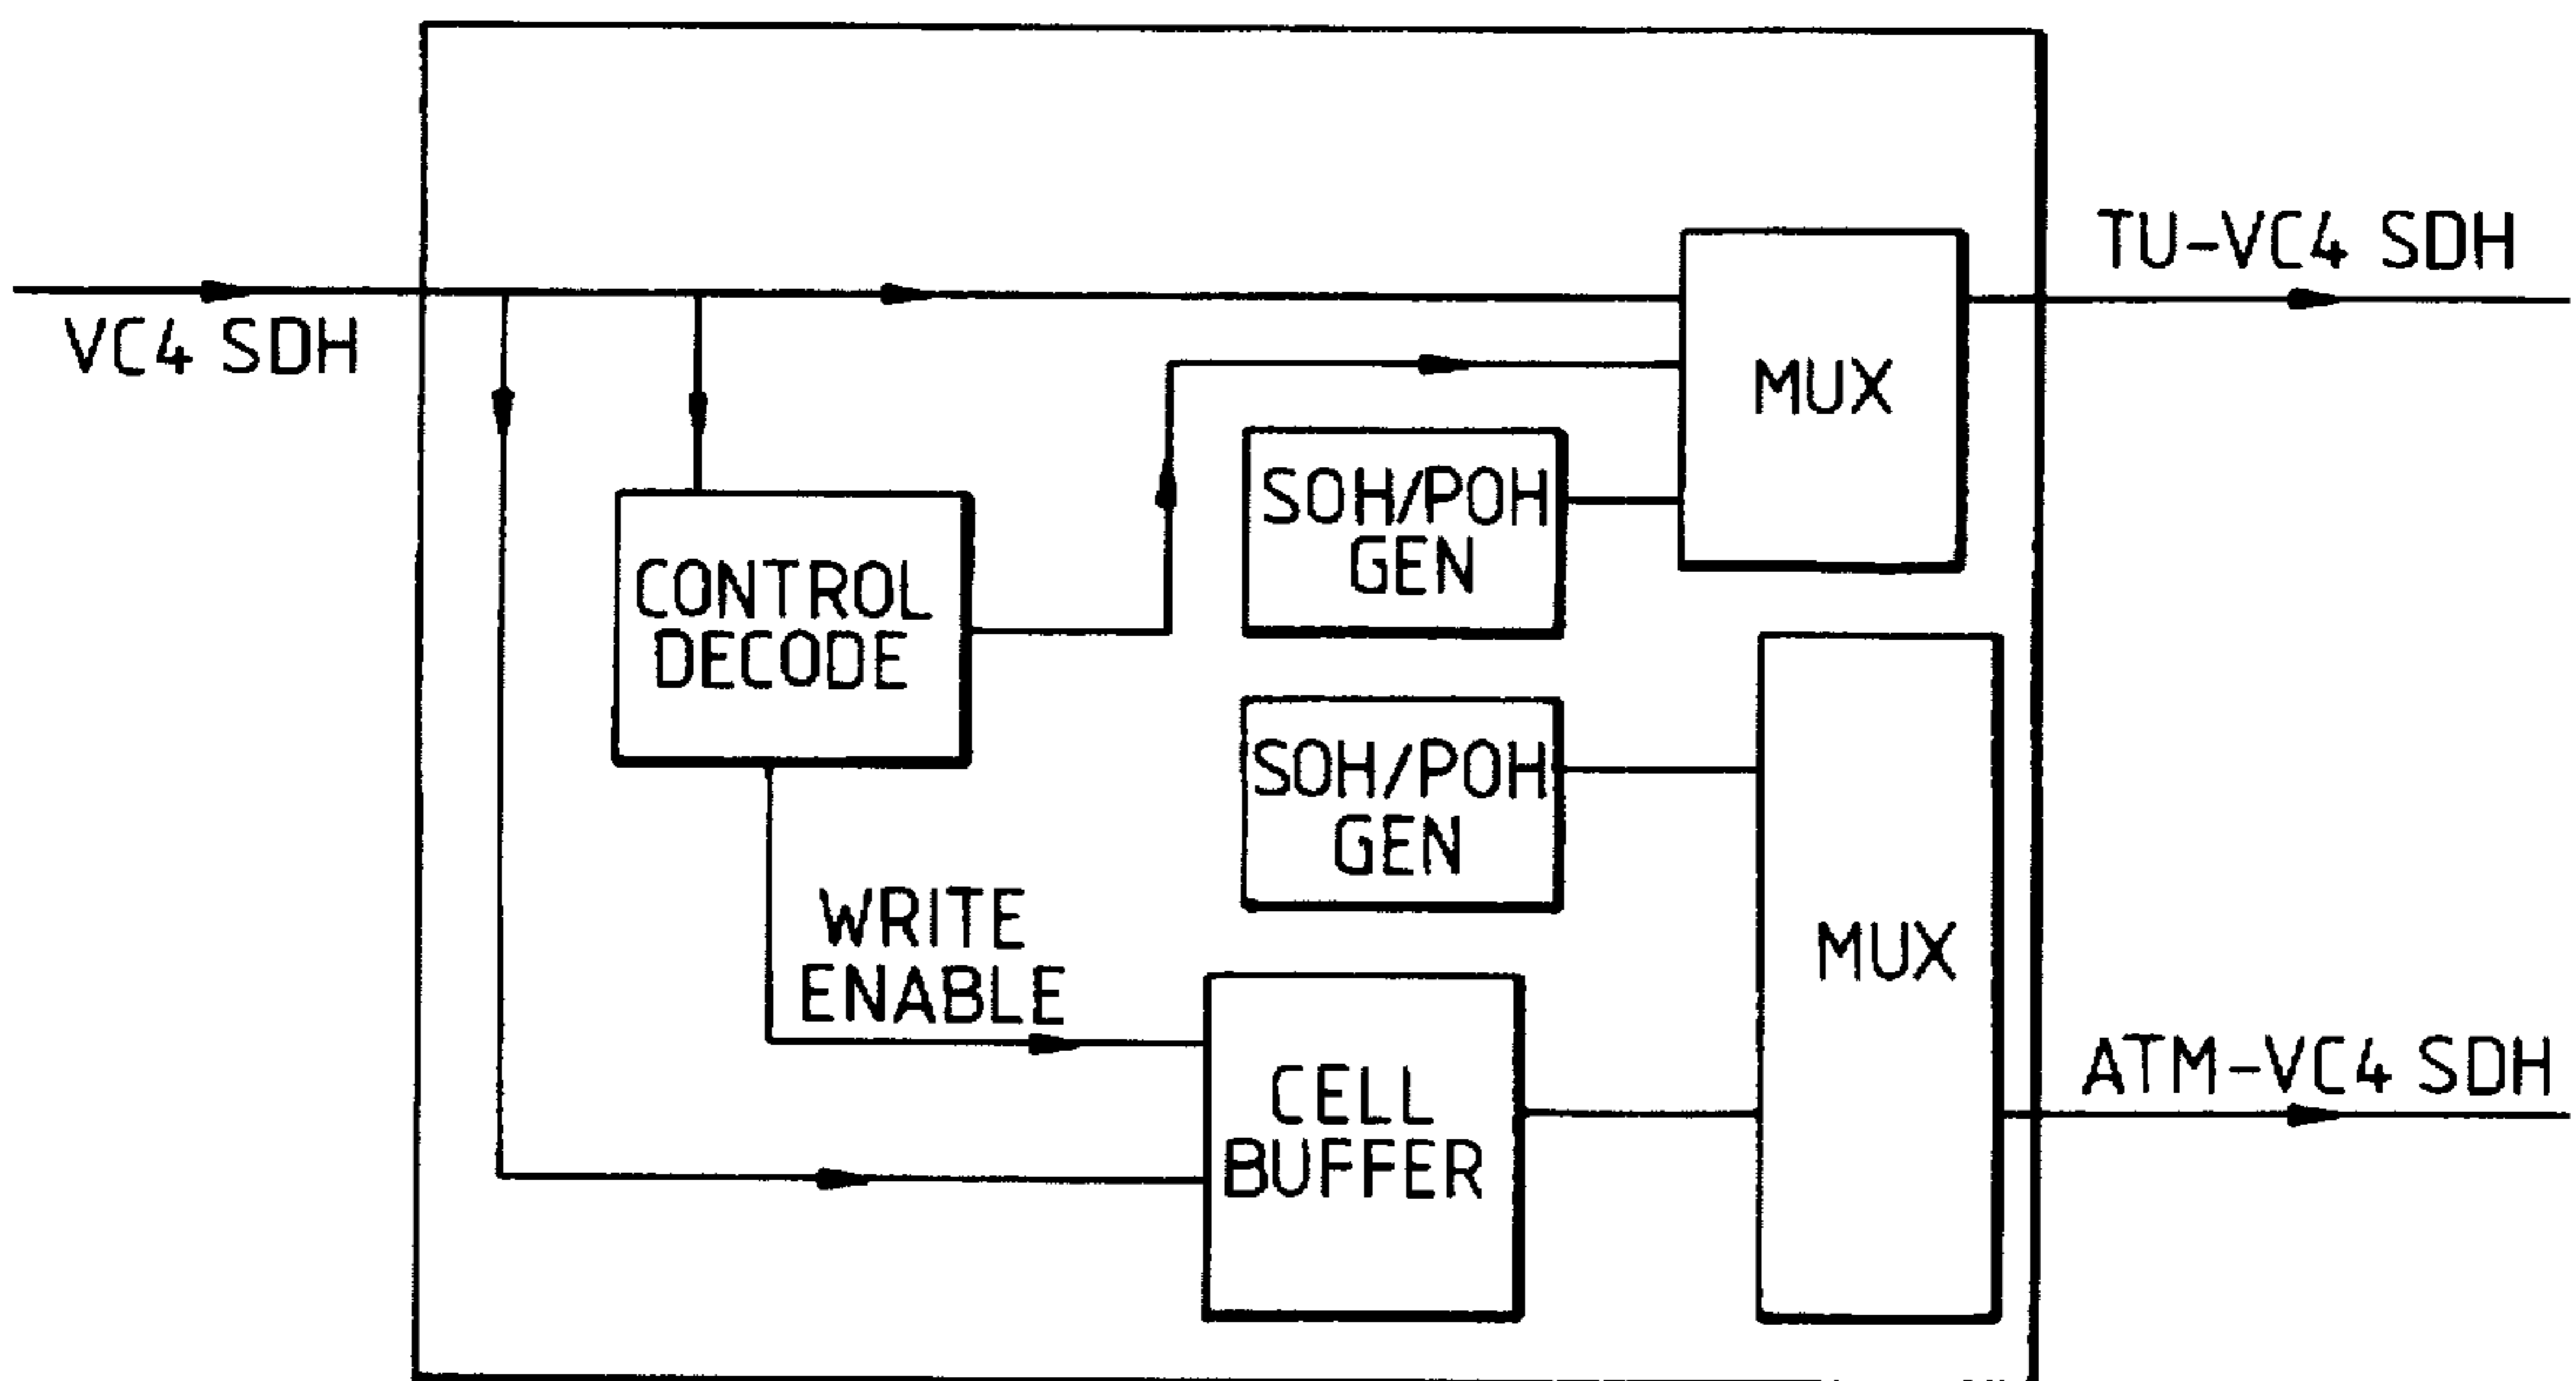 TU-VC4 SDH
VC4 SDH
MUX
SOH/POH
GEN
CONTROL
DECODE
SOH/POH
GEN
WRITE
ENABLE
MUX
CELL
BUFFER
ATM-VC4 SDH